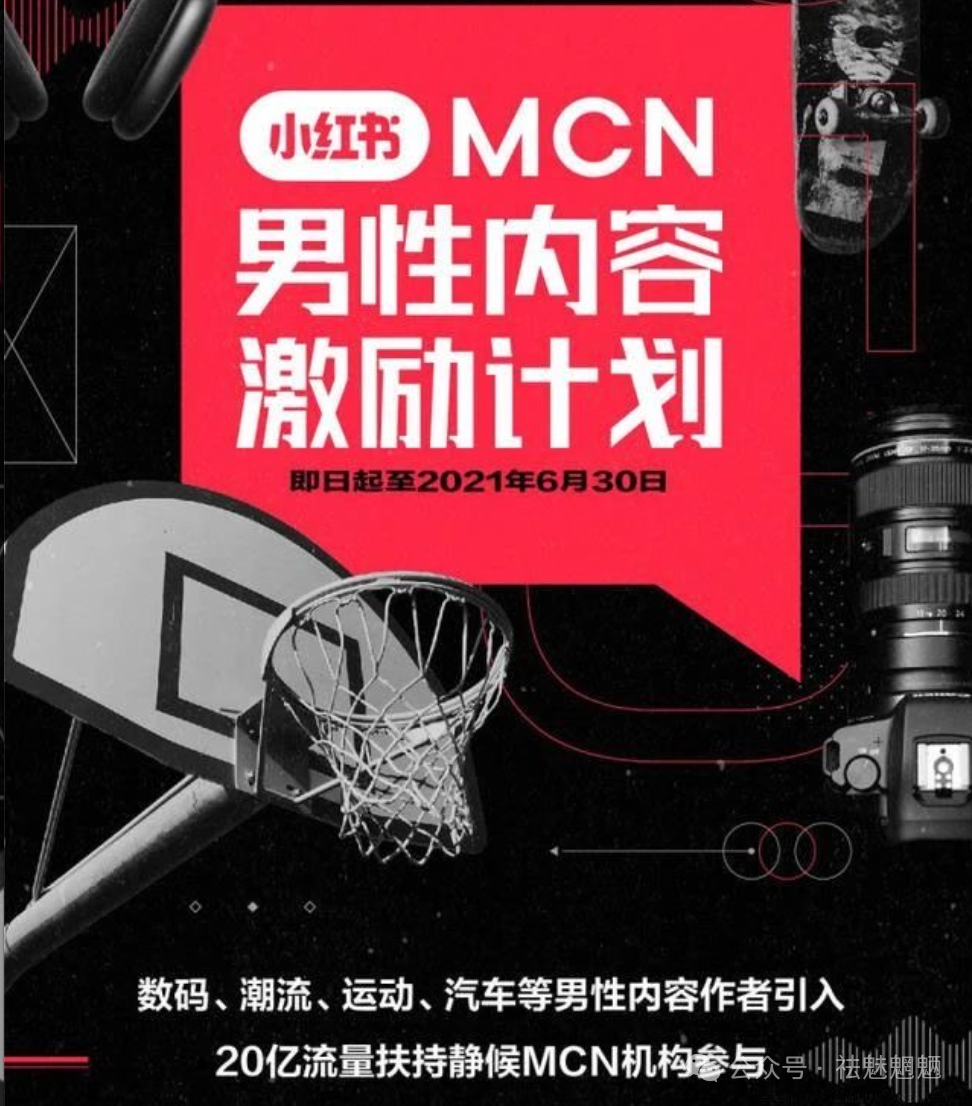 小红书 MCN
男性内容
激励计划
即日起至2021年6月30日
数码、潮流、运动、汽车等男性内容作者引入
20亿流量扶持静候MCN机构参与
公众号 · 祛魅魍魉